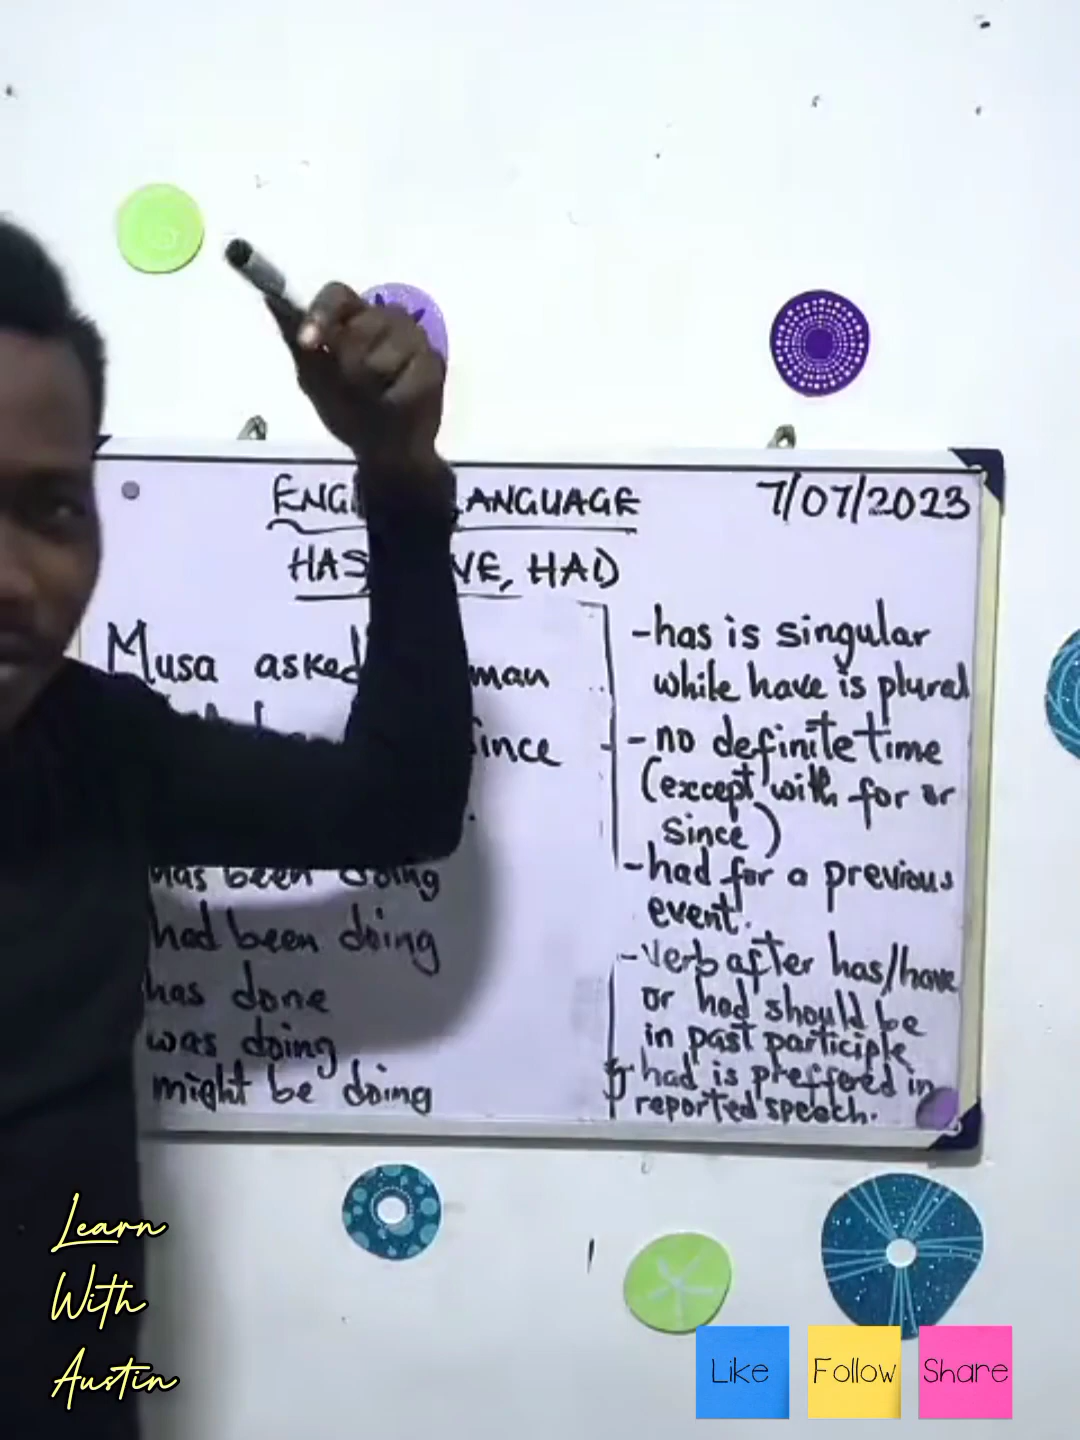 ENG ANGUAGE
7/07/2023
HAS, VE, HAD
Musa asked man
since
has been doing
had been doing
has done
was doing
might be doing
-has is singular
while have is plural
-no definite time
(except with for or
since)
-had for a previous
event.
-verb after has/have
or had should be
in past participle
had is preffered in
reported speech.
Learn
With
Austin
Like
Follow
Share